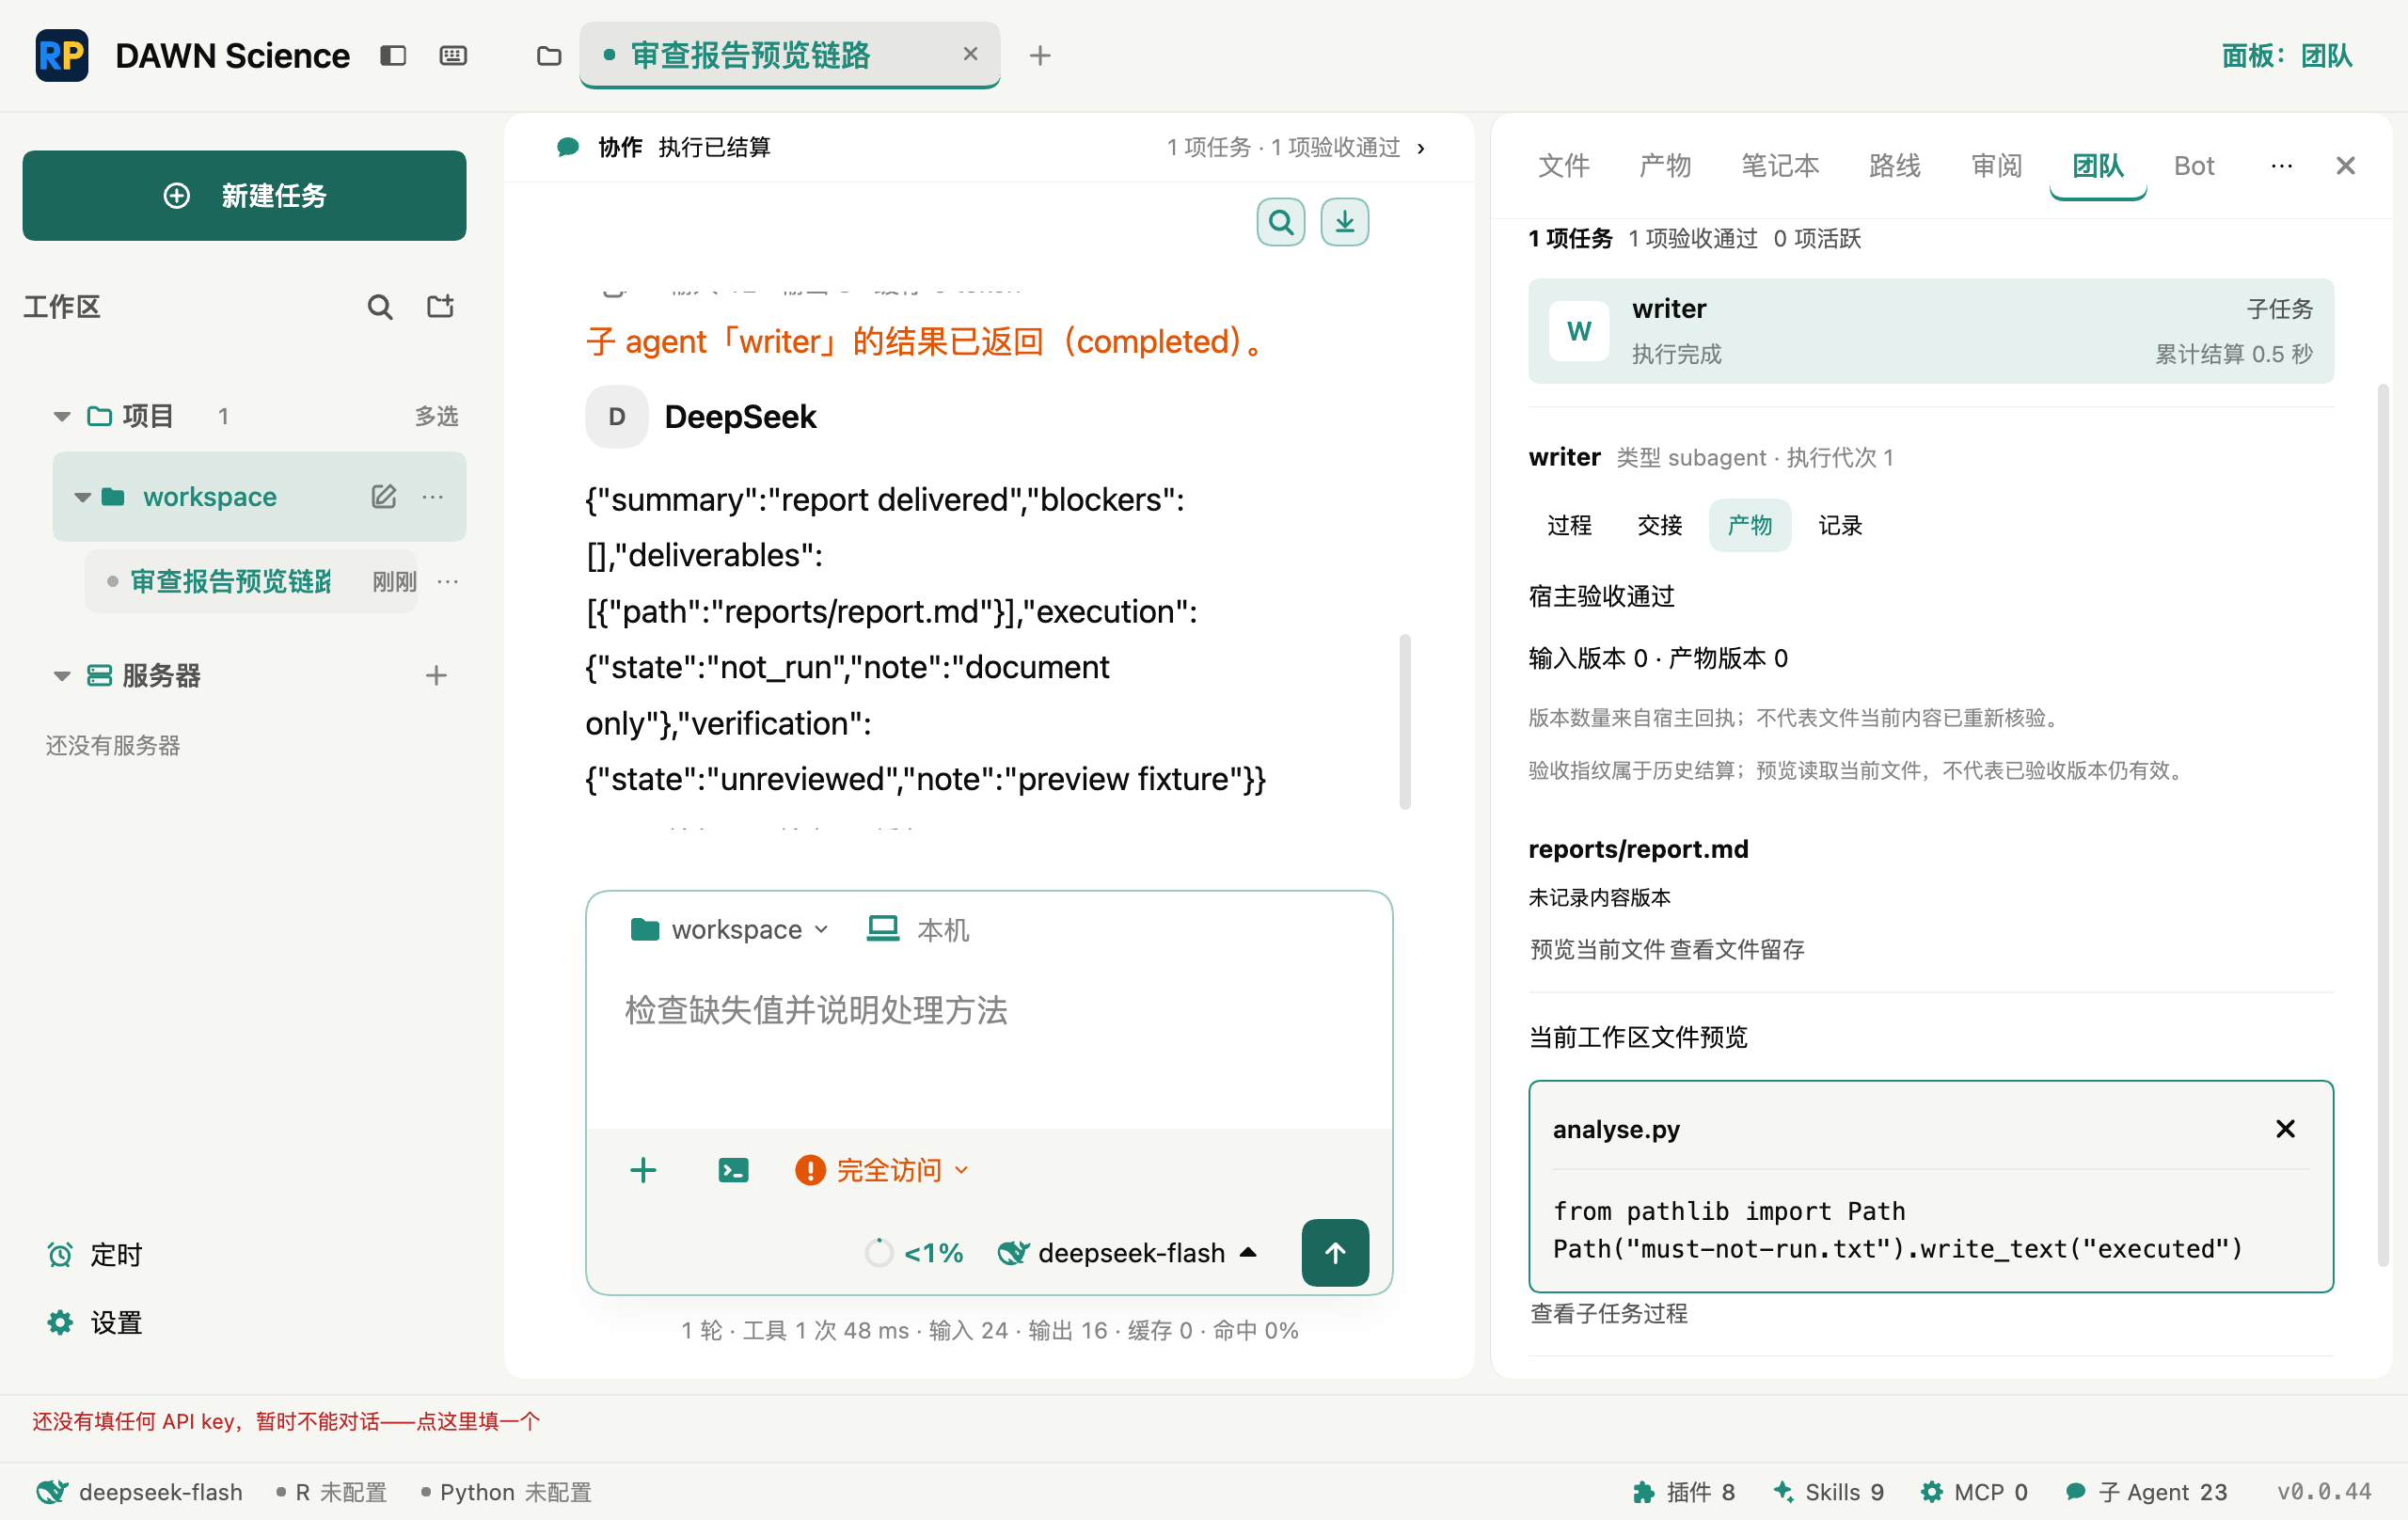 RP
DAWN Science
审查报告预览链路
面板：团队
新建任务
工作区
项目 1 多选
workspace
审查报告预览链路 刚刚
服务器
还没有服务器
定时
设置
协作 执行已结算
1 项任务 · 1 项验收通过
子 agent「writer」的结果已返回（completed）。
D DeepSeek
{"summary":"report delivered","blockers":
[],"deliverables":
[{"path":"reports/report.md"}],"execution":
{"state":"not_run","note":"document
only"},"verification":
{"state":"unreviewed","note":"preview fixture"}}
workspace 本机
检查缺失值并说明处理方法
完全访问
<1% deepseek-flash
1 轮 · 工具 1 次 48 ms · 输入 24 · 输出 16 · 缓存 0 · 命中 0%
文件 产物 笔记本 路线 审阅 团队 Bot
1 项任务 1 项验收通过 0 项活跃
W
writer 子任务
执行完成 累计结算 0.5 秒
writer 类型 subagent · 执行代次 1
过程 交接 产物 记录
宿主验收通过
输入版本 0 · 产物版本 0
版本数量来自宿主回执；不代表文件当前内容已重新核验。
验收指纹属于历史结算；预览读取当前文件，不代表已验收版本仍有效。
reports/report.md
未记录内容版本
预览当前文件 查看文件留存
当前工作区文件预览
analyse.py
from pathlib import Path
Path("must-not-run.txt").write_text("executed")
查看子任务过程
还没有填任何 API key，暂时不能对话——点这里填一个
deepseek-flash R 未配置 Python 未配置
插件 8 Skills 9 MCP 0 子 Agent 23 v0.0.44